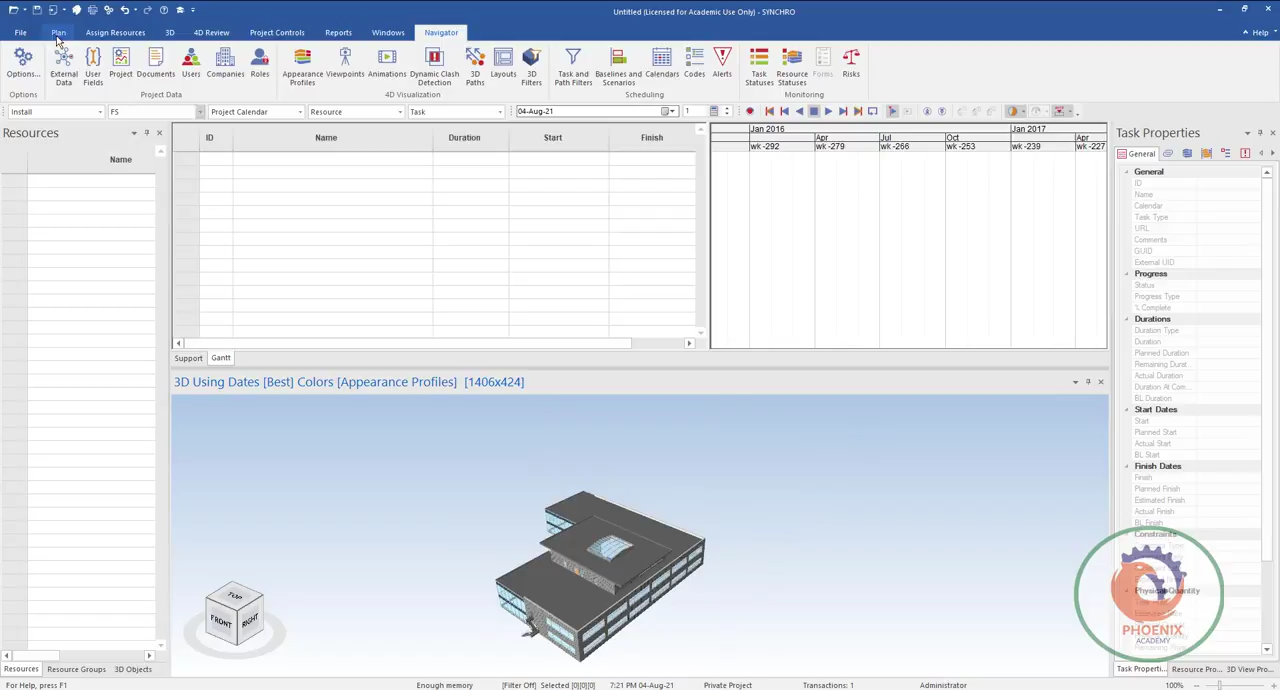 Untitled (Licensed for Academic Use Only) - SYNCHRO
File Plan Assign Resources 3D 4D Review Project Controls Reports Windows Navigator Help
Options... External Data User Fields Project Documents Users Companies Roles Appearance Profiles Viewpoints Animations Dynamic Clash Detection 3D Paths Layouts 3D Filters Task and Path Filters Baselines and Scenarios Calendars Codes Alerts Task Statuses Resource Statuses Forms Risks
Options Project Data 4D Visualization Scheduling Monitoring
Install FS Project Calendar Resource Task 04-Aug-21 1
Resources
Name
ID Name Duration Start Finish
Jan 2016 Jan 2017
Apr Jul Oct Apr
wk -292 wk -279 wk -266 wk -253 wk -239 wk -227
Support Gantt
3D Using Dates [Best] Colors [Appearance Profiles] [1406x424]
TOP
FRONT RIGHT
Task Properties
General
General
ID
Name
Calendar
Task Type
URL
Comments
GUID
External UID
Progress
Status
Progress Type
% Complete
Durations
Duration Type
Duration
Planned Duration
Remaining Durat...
Actual Duration
Duration At Com...
BL Duration
Start Dates
Start
Planned Start
Actual Start
BL Start
Finish Dates
Finish
Planned Finish
Estimated Finish
Actual Finish
BL Finish
Constraints
Physical Quantity
PHOENIX
ACADEMY
Resources Resource Groups 3D Objects
Task Properti... Resource Pro... 3D View Pro...
For Help, press F1 Enough memory [Filter Off] Selected [0][0][0] 7:21 PM 04-Aug-21 Private Project Transactions: 1 Administrator 100%